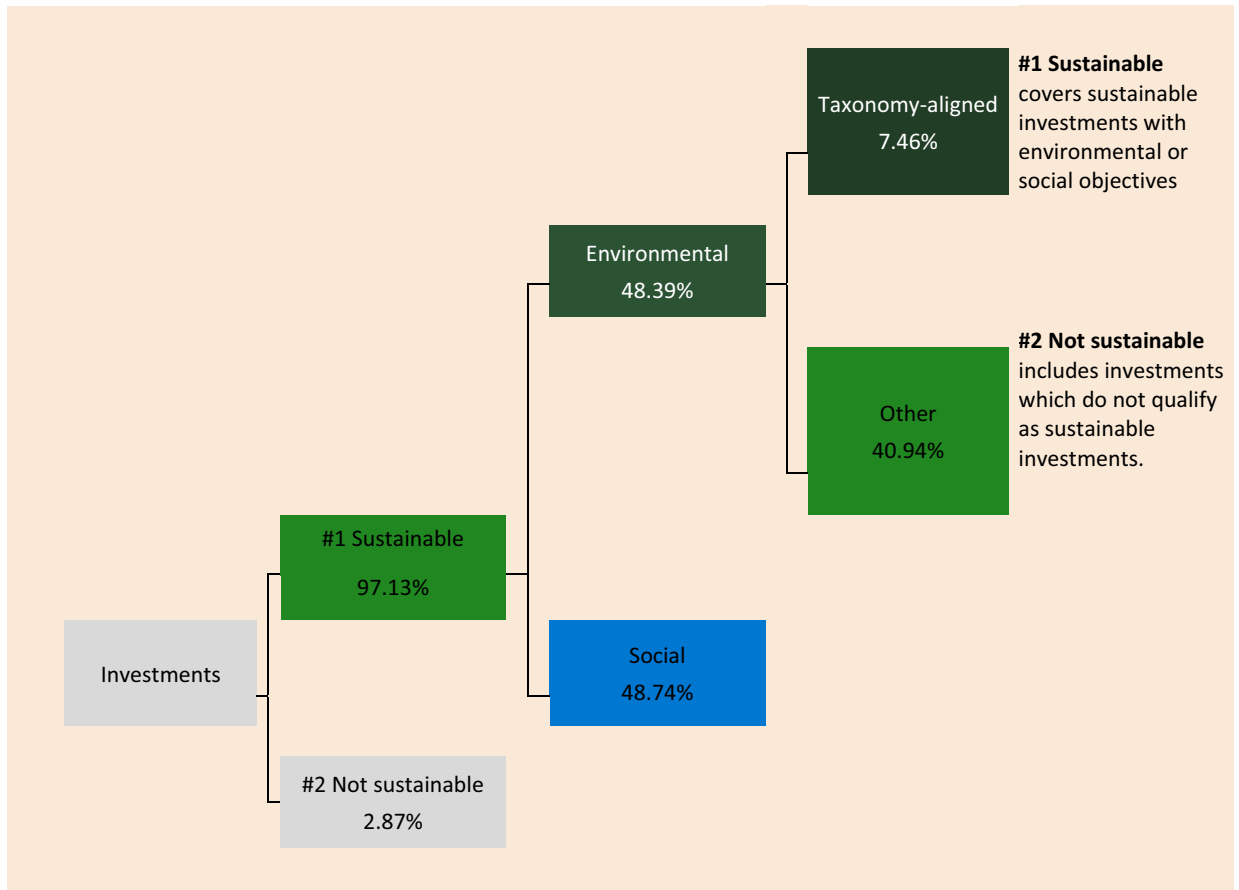 Taxonomy-aligned
7.46%
#1 Sustainable
covers sustainable
investments with
environmental or
social objectives
Environmental
48.39%
Other
40.94%
#2 Not sustainable
includes investments
which do not qualify
as sustainable
investments.
#1 Sustainable
97.13%
Investments
Social
48.74%
#2 Not sustainable
2.87%